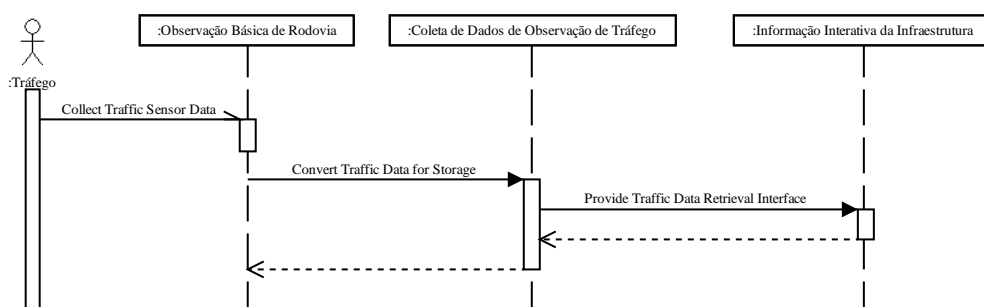 :Observação Básica de Rodovia
:Coleta de Dados de Observação de Tráfego
:Informação Interativa da Infraestrutura
:Tráfego
Collect Traffic Sensor Data
Convert Traffic Data for Storage
Provide Traffic Data Retrieval Interface